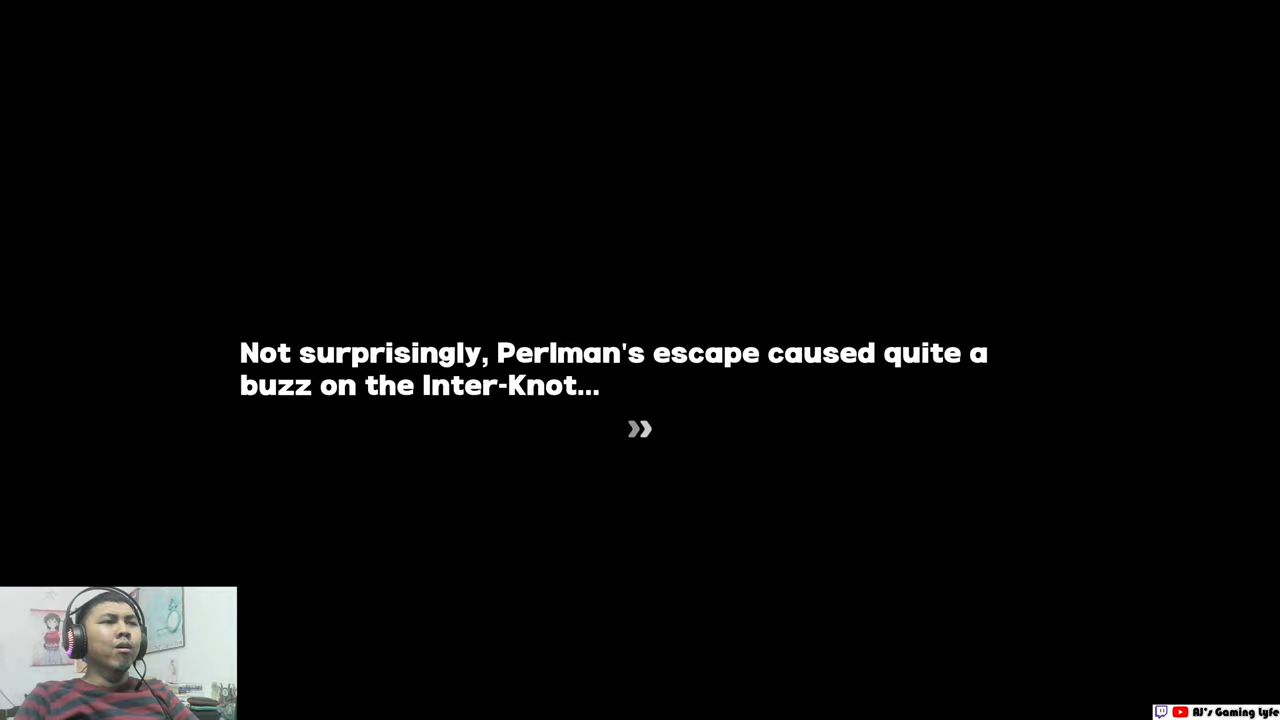 Not surprisingly, Perlman's escape caused quite a
buzz on the Inter-Knot...
AJ's Gaming Lyfe